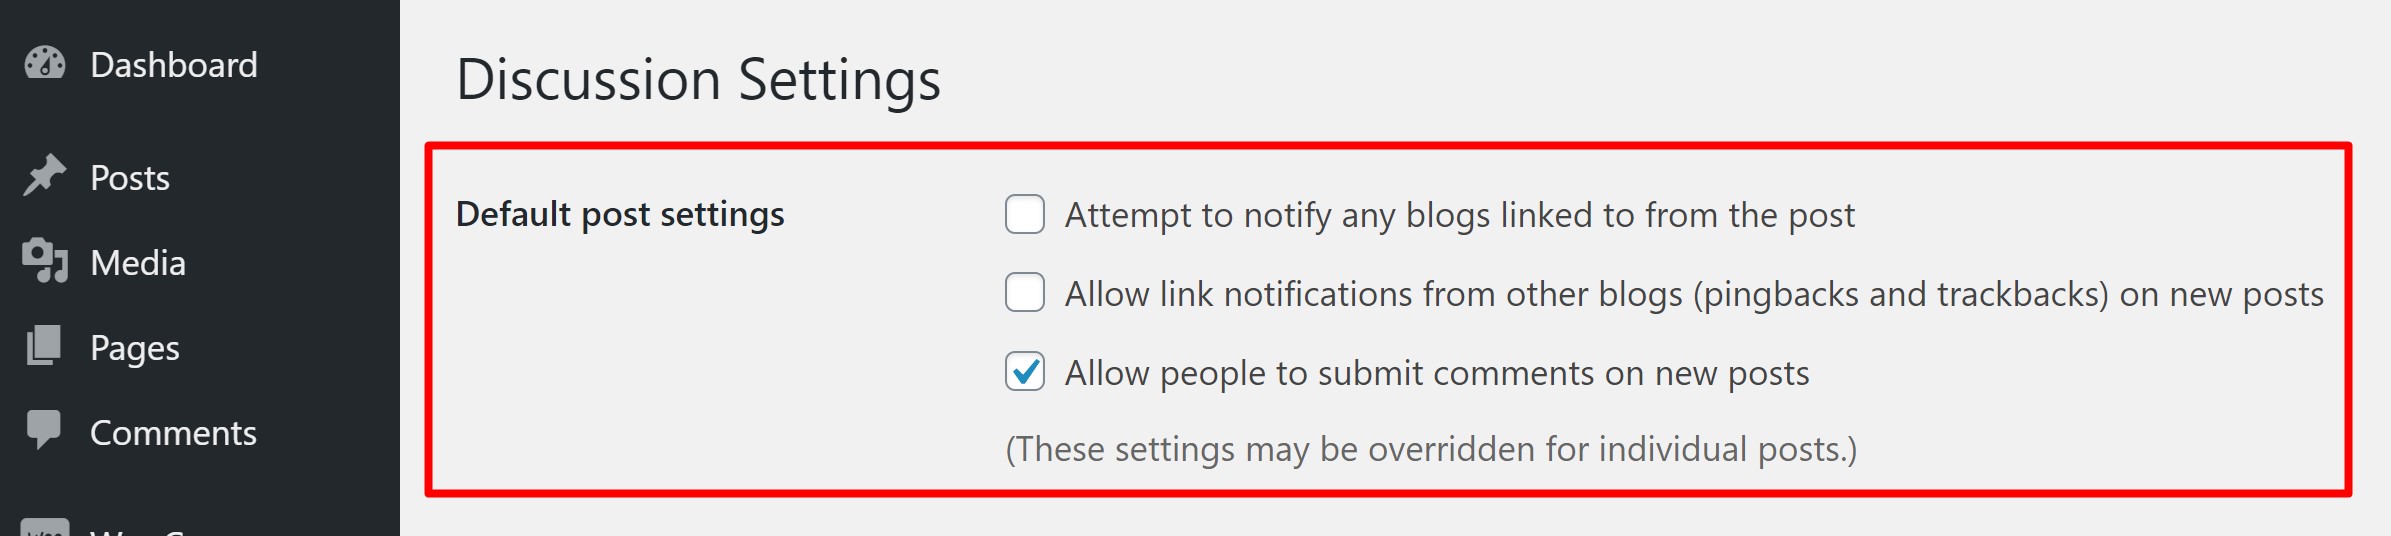 Dashboard
Posts
Media
Pages
Comments
Discussion Settings
Default post settings
Attempt to notify any blogs linked to from the post
Allow link notifications from other blogs (pingbacks and trackbacks) on new posts
Allow people to submit comments on new posts
(These settings may be overridden for individual posts.)